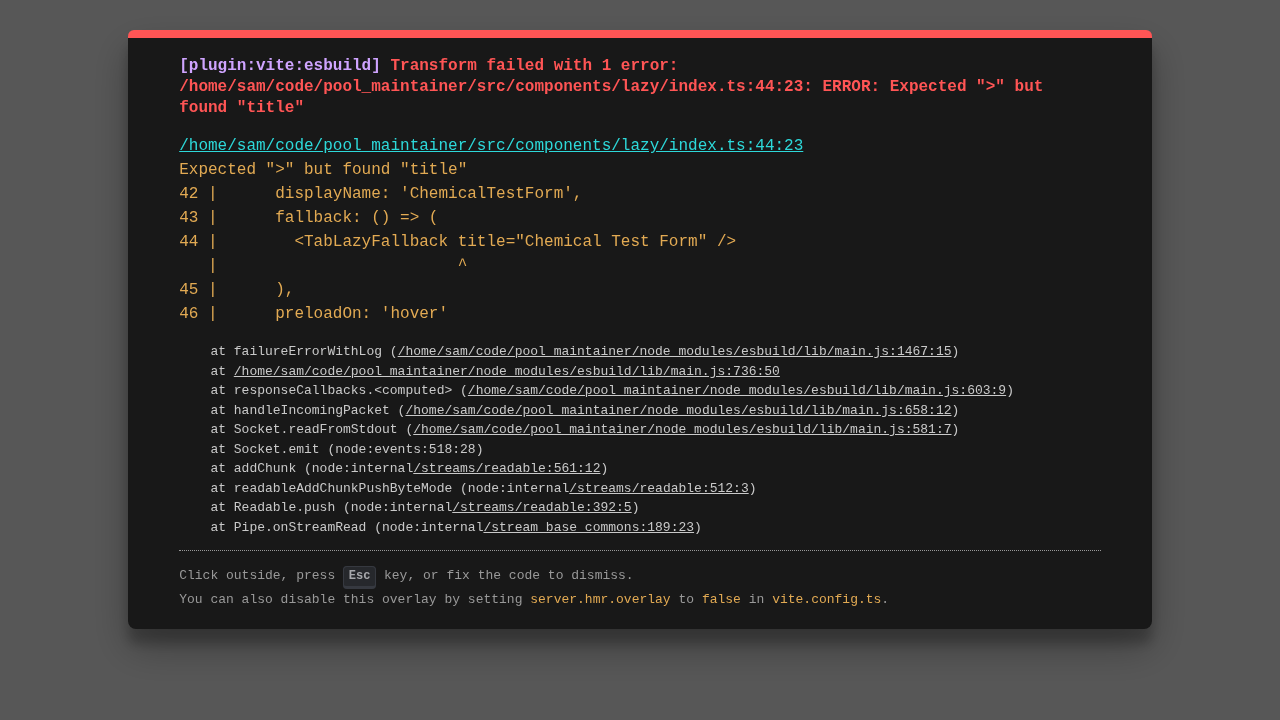 [plugin:vite:esbuild] Transform failed with 1 error:
/home/sam/code/pool_maintainer/src/components/lazy/index.ts:44:23: ERROR: Expected ">" but
found "title"
/home/sam/code/pool_maintainer/src/components/lazy/index.ts:44:23
Expected ">" but found "title"
42 |      displayName: 'ChemicalTestForm',
43 |      fallback: () => (
44 |        <TabLazyFallback title="Chemical Test Form" />
   |                         ^
45 |      ),
46 |      preloadOn: 'hover'
    at failureErrorWithLog (/home/sam/code/pool_maintainer/node_modules/esbuild/lib/main.js:1467:15)
    at /home/sam/code/pool_maintainer/node_modules/esbuild/lib/main.js:736:50
    at responseCallbacks.<computed> (/home/sam/code/pool_maintainer/node_modules/esbuild/lib/main.js:603:9)
    at handleIncomingPacket (/home/sam/code/pool_maintainer/node_modules/esbuild/lib/main.js:658:12)
    at Socket.readFromStdout (/home/sam/code/pool_maintainer/node_modules/esbuild/lib/main.js:581:7)
    at Socket.emit (node:events:518:28)
    at addChunk (node:internal/streams/readable:561:12)
    at readableAddChunkPushByteMode (node:internal/streams/readable:512:3)
    at Readable.push (node:internal/streams/readable:392:5)
    at Pipe.onStreamRead (node:internal/stream_base_commons:189:23)
Click outside, press Esc key, or fix the code to dismiss.
You can also disable this overlay by setting server.hmr.overlay to false in vite.config.ts.